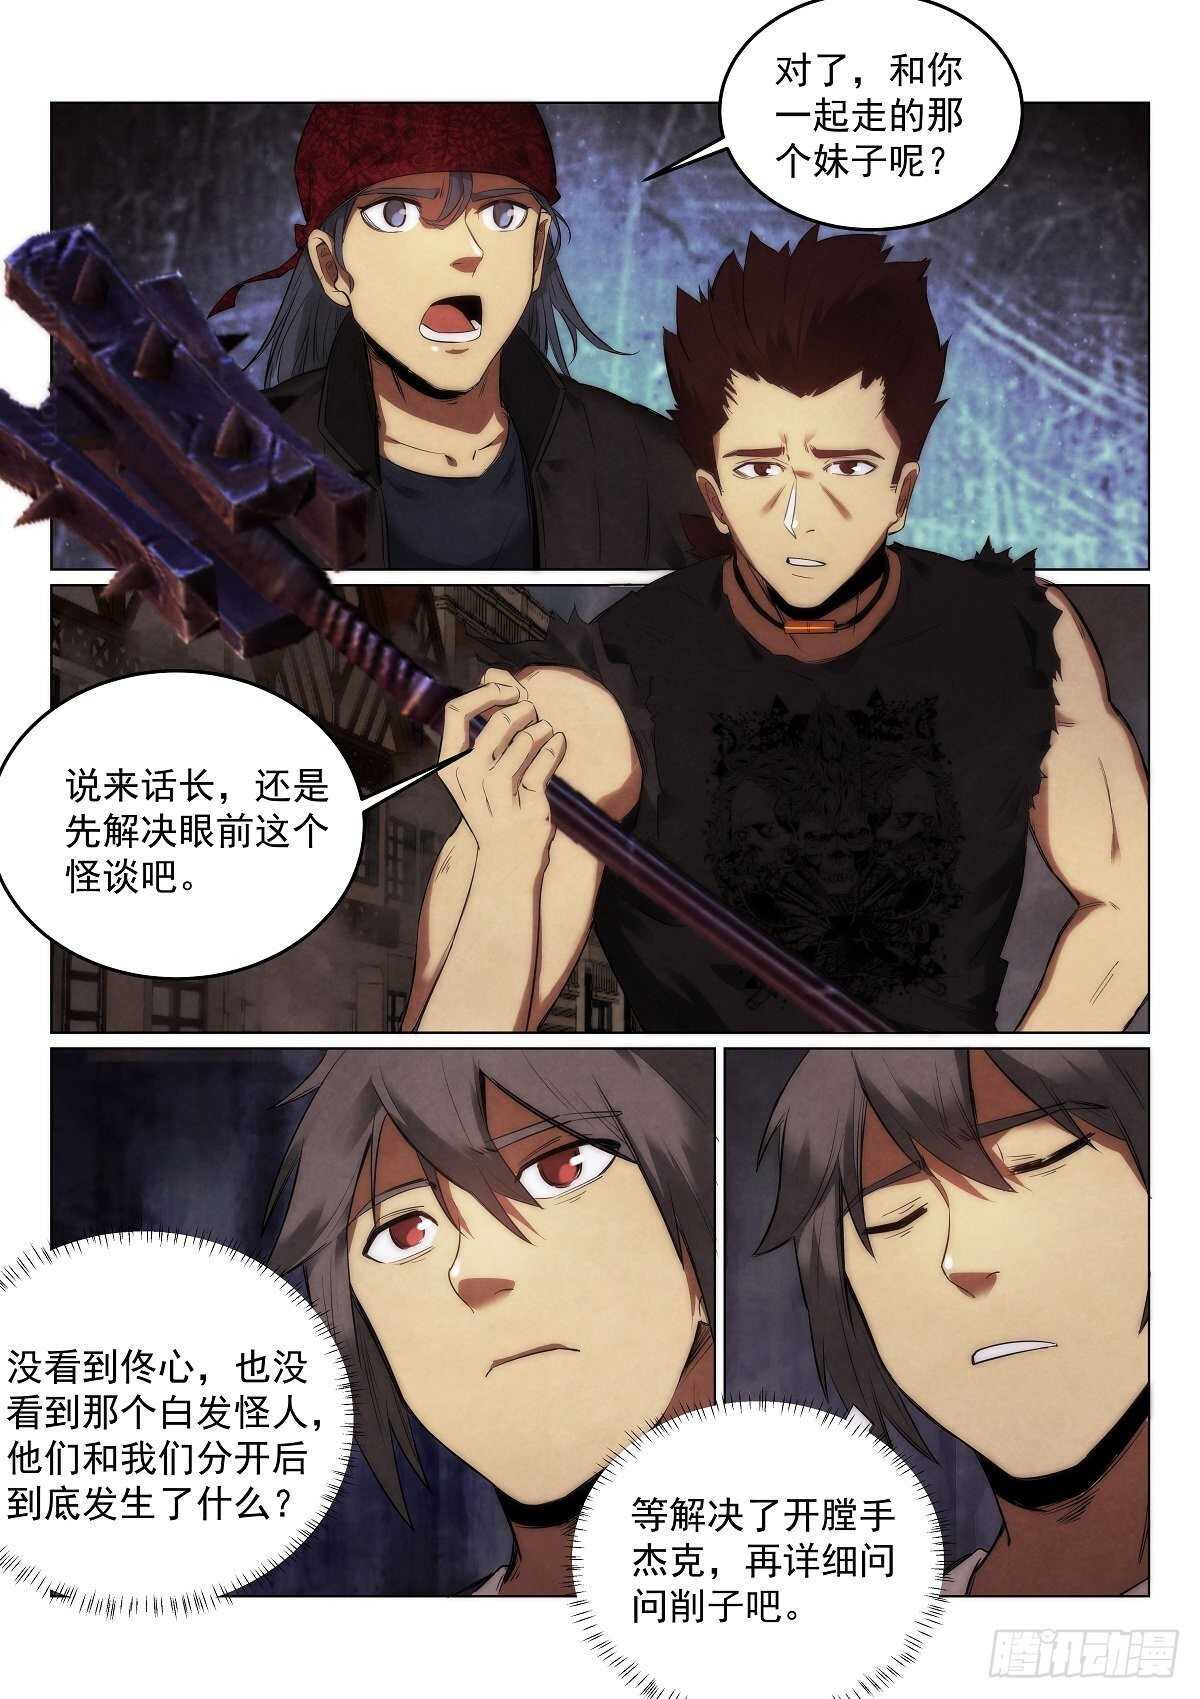 对了，和你
一起走的那
个妹子呢？
说来话长，还是
先解决眼前这个
怪谈吧。
没看到佟心，也没
看到那个白发怪人，
他们和我们分开后
到底发生了什么？
等解决了开膛手
杰克，再详细问
问削子吧。
腾讯动漫